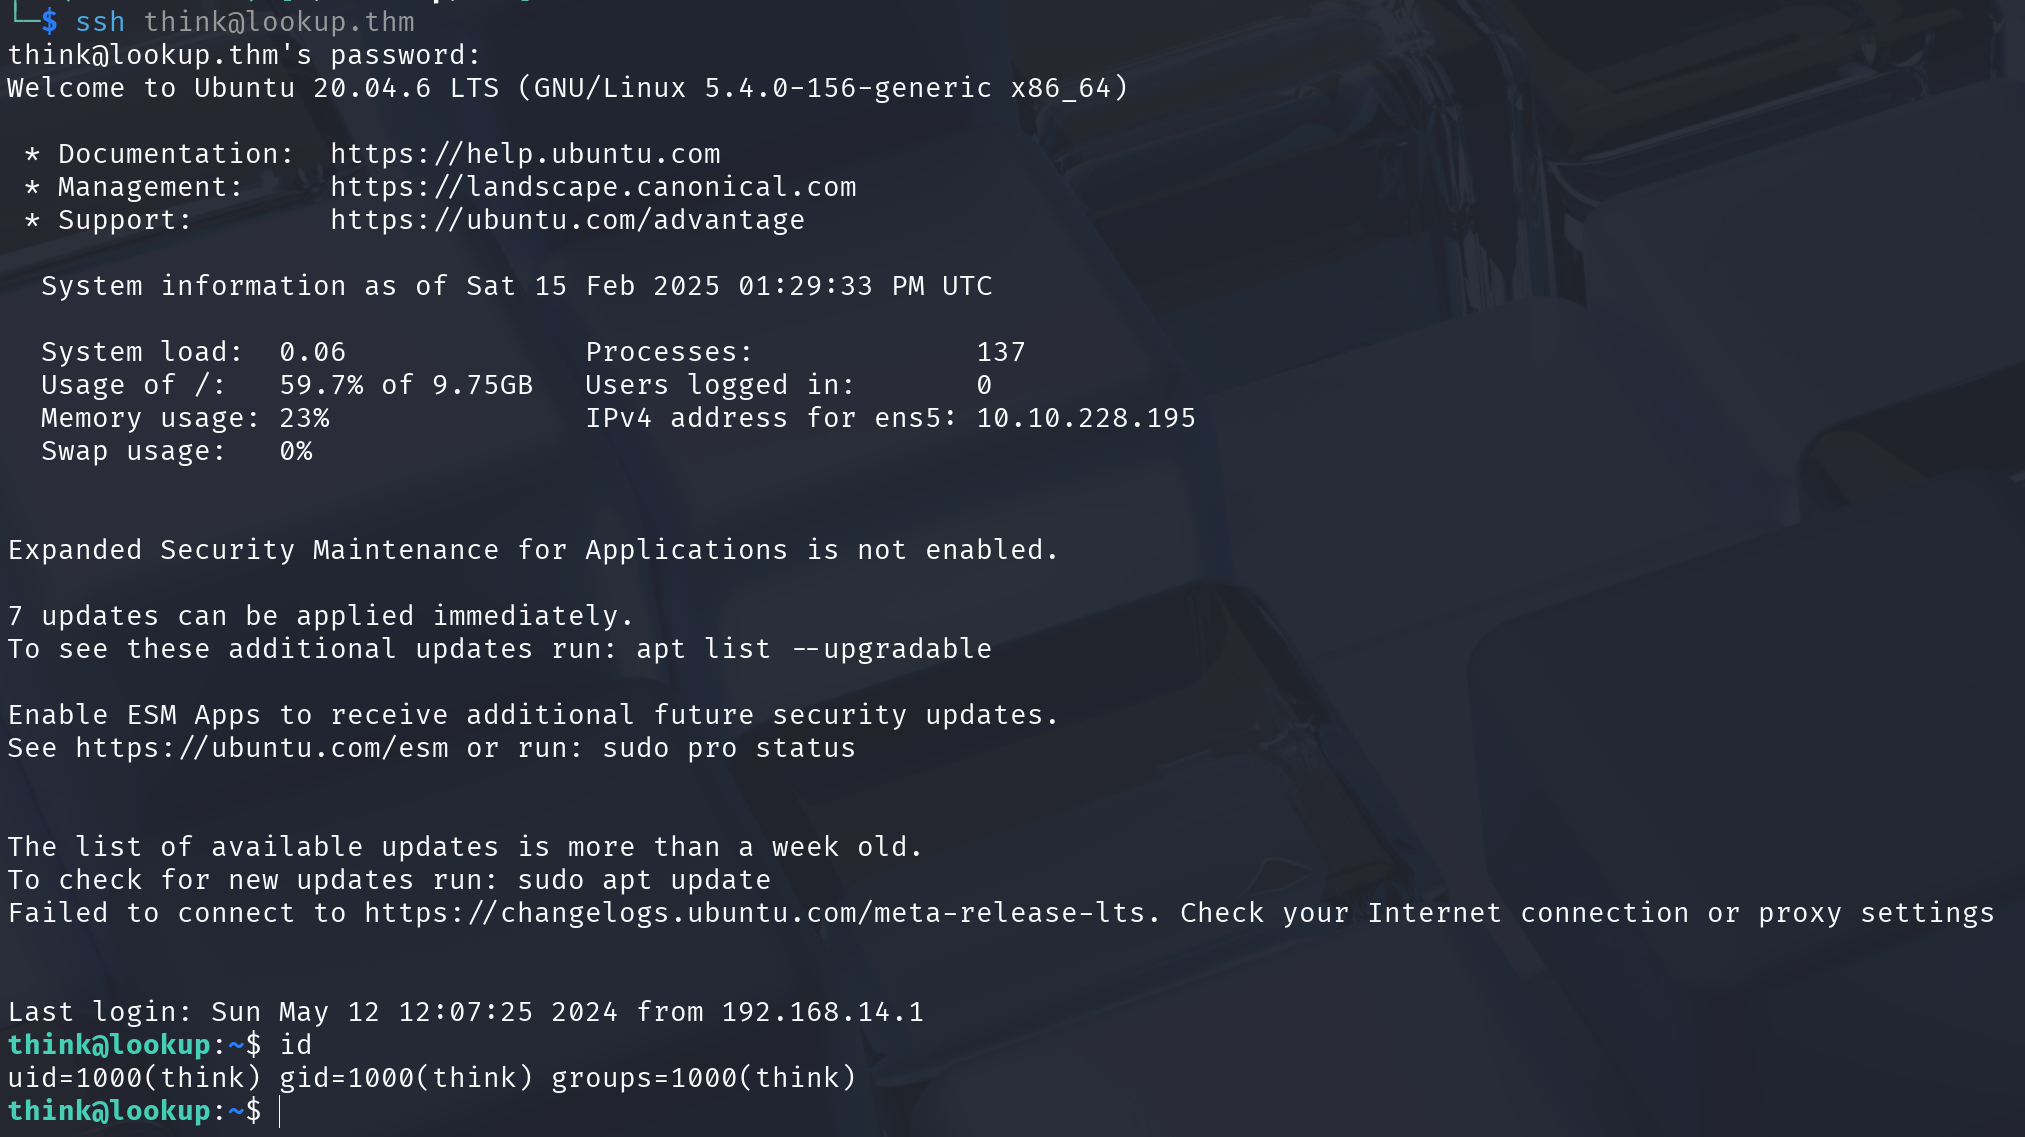 └─$ ssh think@lookup.thm
think@lookup.thm's password:
Welcome to Ubuntu 20.04.6 LTS (GNU/Linux 5.4.0-156-generic x86_64)
* Documentation:  https://help.ubuntu.com
* Management:     https://landscape.canonical.com
* Support:        https://ubuntu.com/advantage
System information as of Sat 15 Feb 2025 01:29:33 PM UTC
System load:  0.06               Processes:             137
Usage of /:   59.7% of 9.75GB   Users logged in:       0
Memory usage: 23%               IPv4 address for ens5: 10.10.228.195
Swap usage:   0%
Expanded Security Maintenance for Applications is not enabled.
7 updates can be applied immediately.
To see these additional updates run: apt list --upgradable
Enable ESM Apps to receive additional future security updates.
See https://ubuntu.com/esm or run: sudo pro status
The list of available updates is more than a week old.
To check for new updates run: sudo apt update
Failed to connect to https://changelogs.ubuntu.com/meta-release-lts. Check your Internet connection or proxy settings
Last login: Sun May 12 12:07:25 2024 from 192.168.14.1
think@lookup:~$ id
uid=1000(think) gid=1000(think) groups=1000(think)
think@lookup:~$